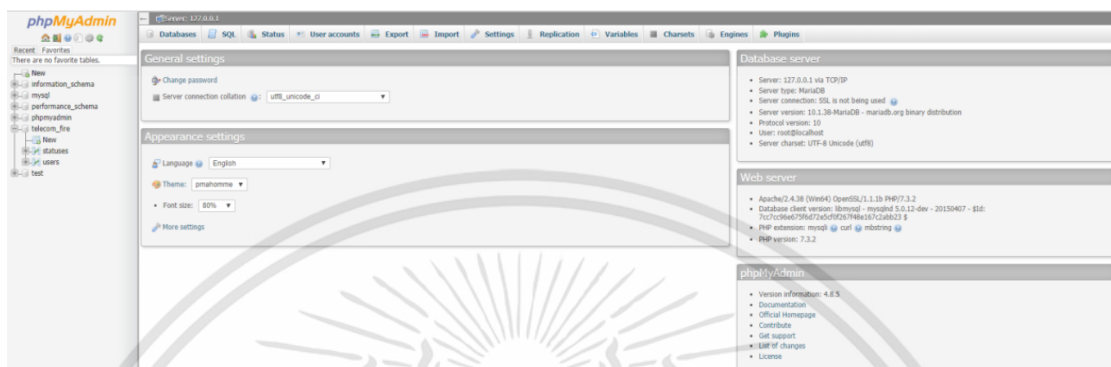 phpMyAdmin
Recent Favorites
There are no favorite tables.
New
information_schema
mysql
performance_schema
phpmyadmin
telecom_fire
New
statuses
users
test
Server: 127.0.0.1
Databases SQL Status User accounts Export Import Settings Replication Variables Charsets Engines Plugins
General settings
Change password
Server connection collation : utf8_unicode_ci
Appearance settings
Language English
Theme: pmahomme
• Font size: 80%
More settings
Database server
• Server: 127.0.0.1 via TCP/IP
• Server type: MariaDB
• Server connection: SSL is not being used
• Server version: 10.1.38-MariaDB - mariadb.org binary distribution
• Protocol version: 10
• User: root@localhost
• Server charset: UTF-8 Unicode (utf8)
Web server
• Apache/2.4.38 (Win64) OpenSSL/1.1.1b PHP/7.3.2
• Database client version: libmysql - mysqlnd 5.0.12-dev - 20150407 - $Id:
7cc7cc96e675f6d72e5cf0f267f48e167c2abb23 $
• PHP extension: mysqli curl mbstring
• PHP version: 7.3.2
phpMyAdmin
• Version information: 4.8.5
• Documentation
• Official Homepage
• Contribute
• Get support
• List of changes
• License